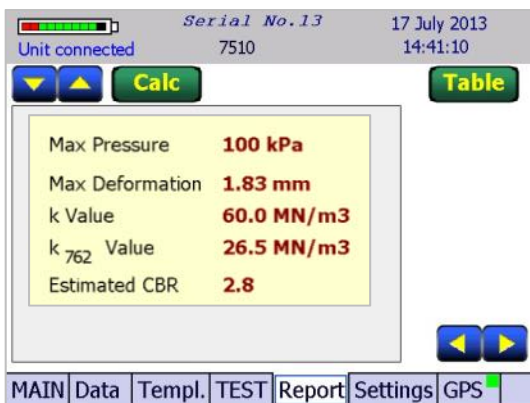 Serial No.13 17 July 2013
Unit connected 7510 14:41:10
Calc Table
Max Pressure 100 kPa
Max Deformation 1.83 mm
k Value 60.0 MN/m3
k 762 Value 26.5 MN/m3
Estimated CBR 2.8
MAIN Data Templ. TEST Report Settings GPS